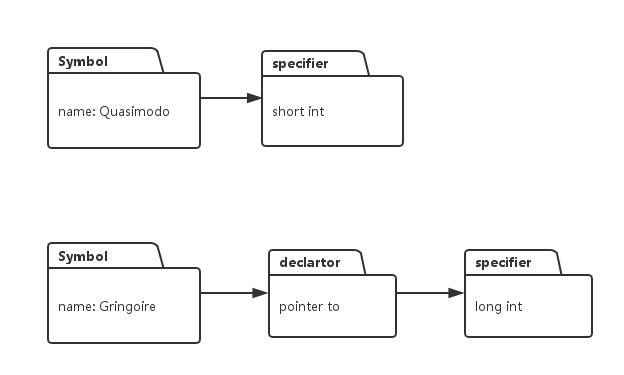 Symbol
name: Quasimodo
specifier
short int
Symbol
name: Gringoire
declartor
pointer to
specifier
long int